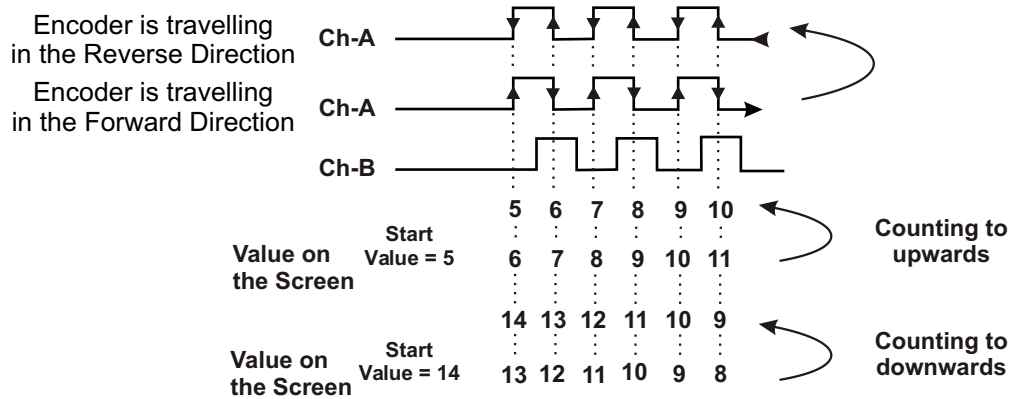 Encoder is travelling
in the Reverse Direction
Ch-A
Encoder is travelling
in the Forward Direction
Ch-A
Ch-B
5 6 7 8 9 10
Counting to
upwards
Value on
the Screen
Start
Value = 5
6 7 8 9 10 11
14 13 12 11 10 9
Counting to
downwards
Value on
the Screen
Start
Value = 14
13 12 11 10 9 8